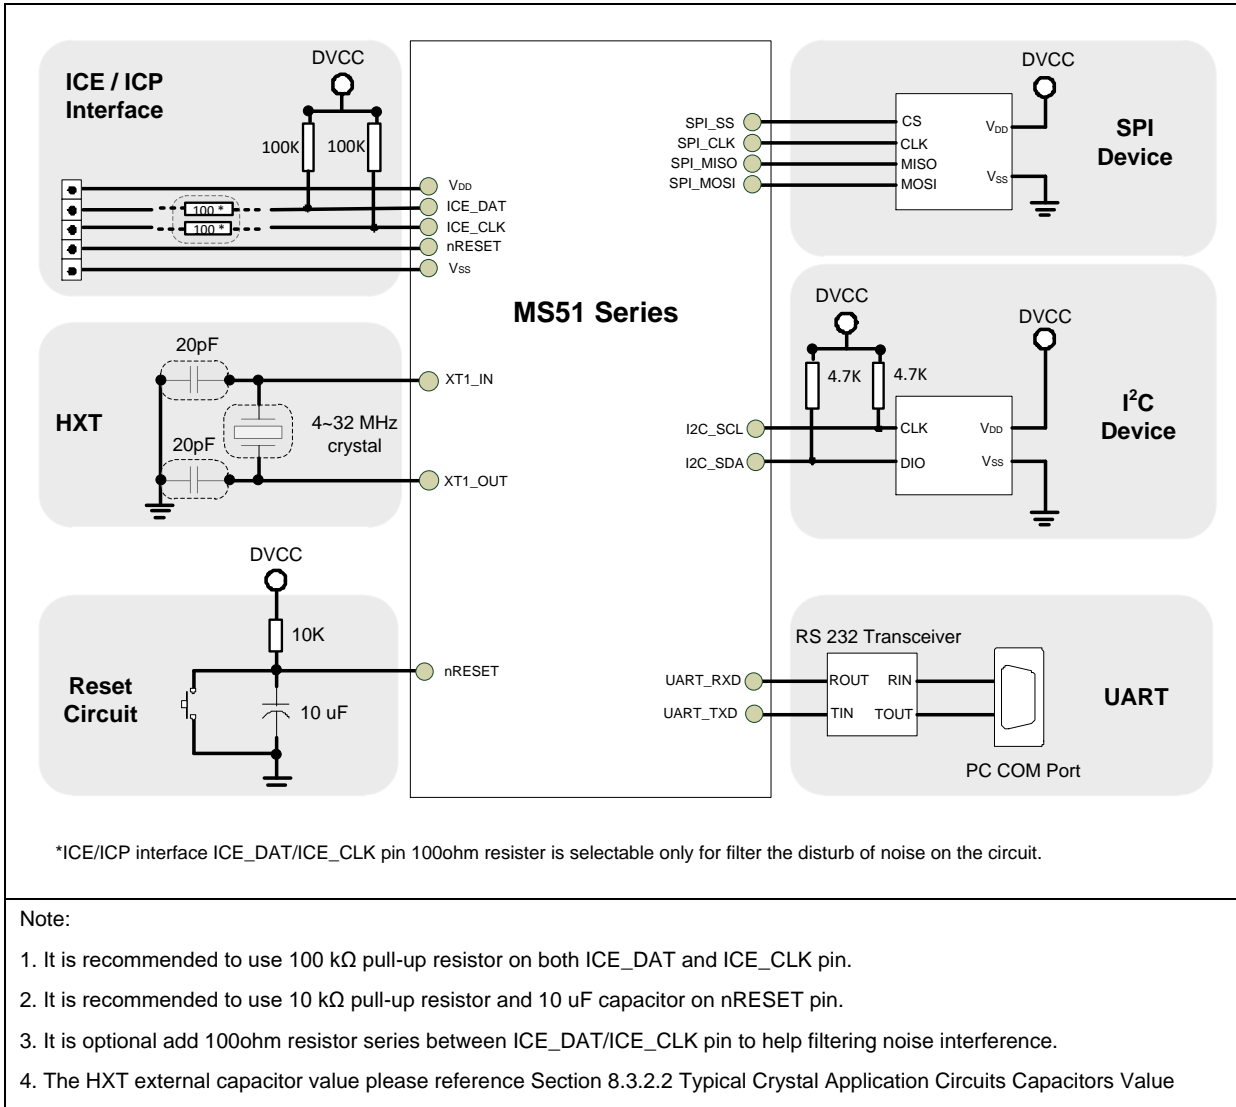 ICE / ICP
Interface
DVCC
100K
100K
100 *
100 *
VDD
ICE_DAT
ICE_CLK
nRESET
VSS
HXT
20pF
20pF
4~32 MHz
crystal
XT1_IN
XT1_OUT
DVCC
10K
Reset
Circuit
10 uF
nRESET
MS51 Series
SPI_SS
SPI_CLK
SPI_MISO
SPI_MOSI
CS
CLK
MISO
MOSI
VDD
VSS
DVCC
SPI
Device
DVCC
4.7K
4.7K
I2C_SCL
I2C_SDA
CLK
DIO
VDD
VSS
DVCC
I²C
Device
RS 232 Transceiver
UART_RXD
UART_TXD
ROUT
RIN
TIN
TOUT
UART
PC COM Port
*ICE/ICP interface ICE_DAT/ICE_CLK pin 100ohm resister is selectable only for filter the disturb of noise on the circuit.
Note:
1. It is recommended to use 100 kΩ pull-up resistor on both ICE_DAT and ICE_CLK pin.
2. It is recommended to use 10 kΩ pull-up resistor and 10 uF capacitor on nRESET pin.
3. It is optional add 100ohm resistor series between ICE_DAT/ICE_CLK pin to help filtering noise interference.
4. The HXT external capacitor value please reference Section 8.3.2.2 Typical Crystal Application Circuits Capacitors Value